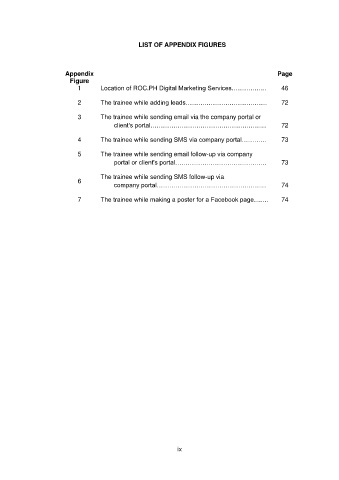 LIST OF APPENDIX FIGURES
Appendix Figure Page
1 Location of ROC.PH Digital Marketing Services................ 46
2 The trainee while adding leads...................................... 72
3 The trainee while sending email via the company portal or
client's portal...................................................... 72
4 The trainee while sending SMS via company portal............ 73
5 The trainee while sending email follow-up via company
portal or client's portal.......................................... 73
6 The trainee while sending SMS follow-up via
company portal................................................... 74
7 The trainee while making a poster for a Facebook page....... 74
ix